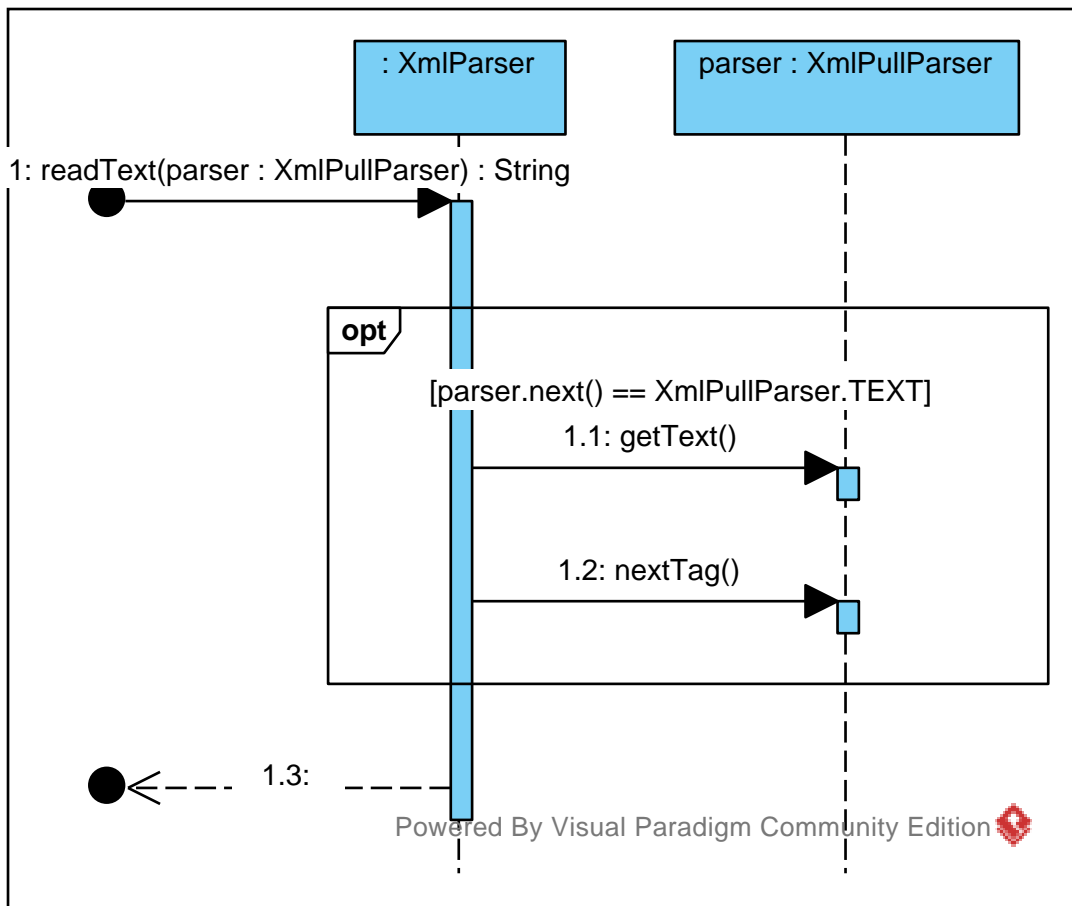 : XmlParser
parser : XmlPullParser
1: readText(parser : XmlPullParser) : String
opt
[parser.next() == XmlPullParser.TEXT]
1.1: getText()
1.2: nextTag()
1.3:
Powered By Visual Paradigm Community Edition